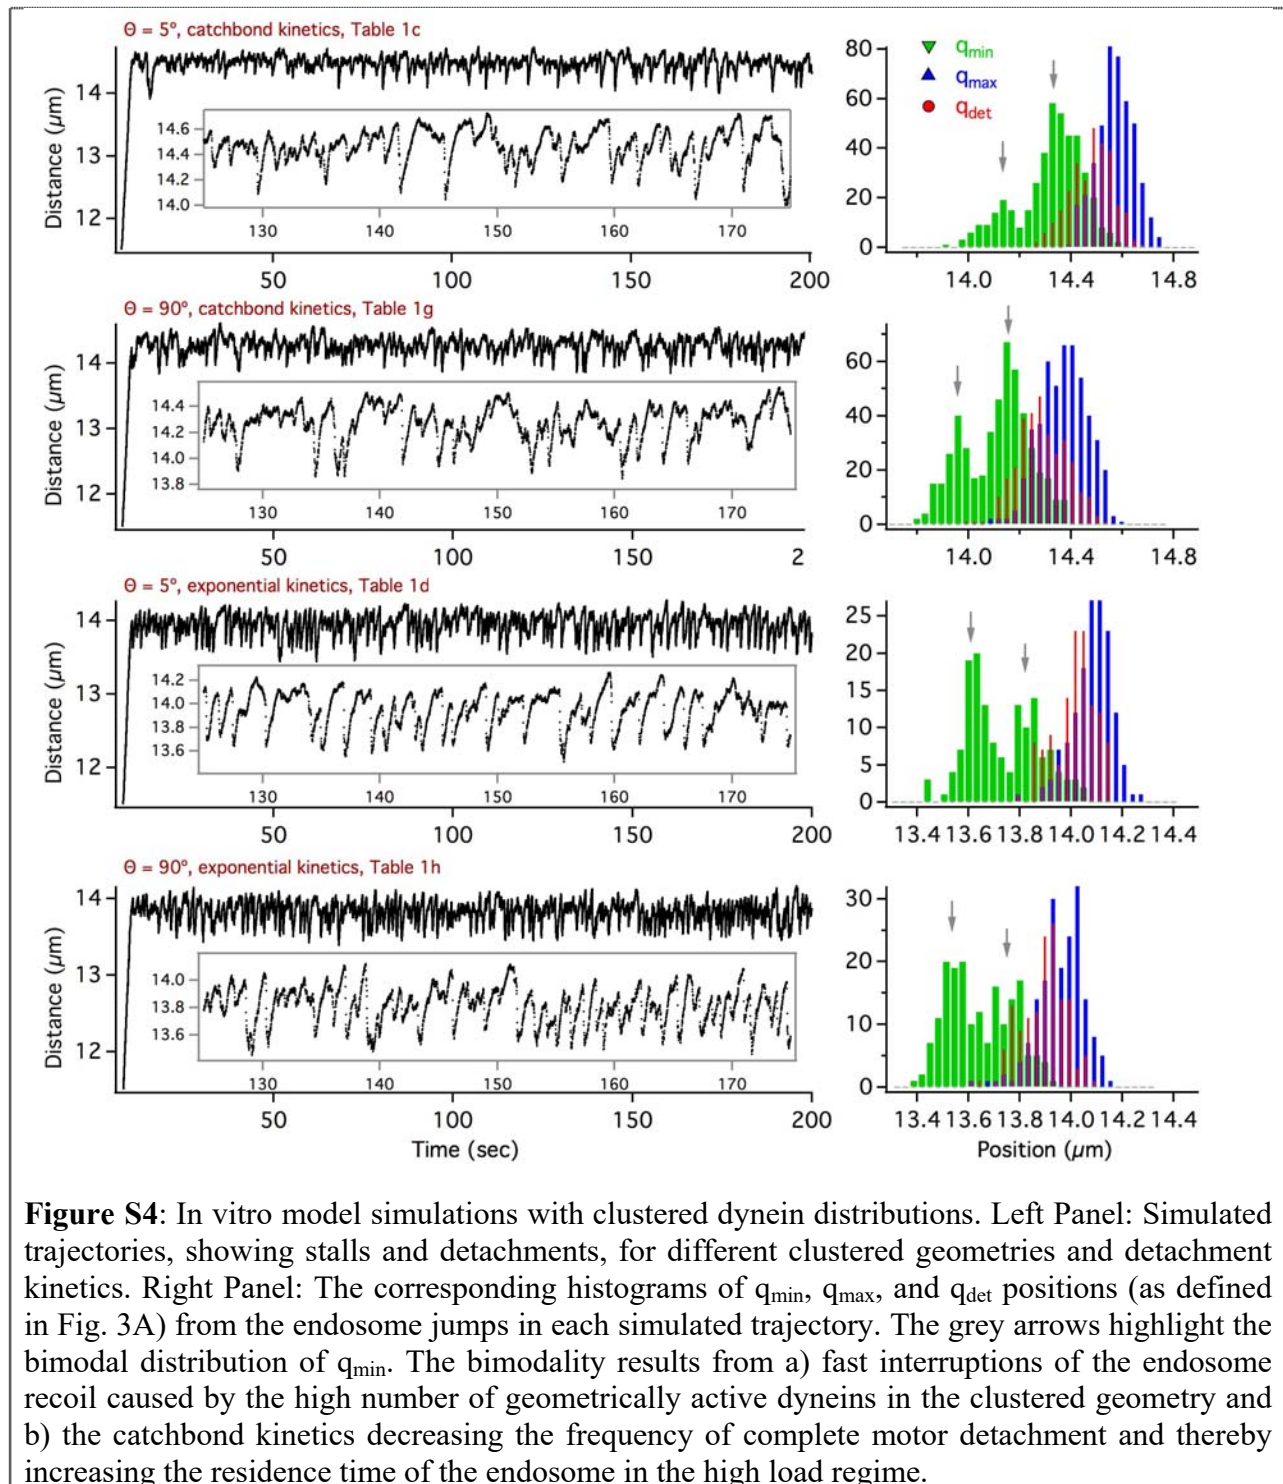 Θ = 5º, catchbond kinetics, Table 1c
Distance (µm)
14
13
12
14.6
14.4
14.2
14.0
130 140 150 160 170
50 100 150 200
80
60
40
20
0
qmin
qmax
qdet
14.0 14.4 14.8
Θ = 90º, catchbond kinetics, Table 1g
Distance (µm)
14
13
12
14.4
14.2
14.0
13.8
130 140 150 160 170
50 100 150 2
60
40
20
0
14.0 14.4 14.8
Θ = 5º, exponential kinetics, Table 1d
Distance (µm)
14
13
12
14.2
14.0
13.8
13.6
130 140 150 160 170
50 100 150 200
25
20
15
10
5
0
13.4 13.6 13.8 14.0 14.2 14.4
Θ = 90º, exponential kinetics, Table 1h
Distance (µm)
14
13
12
14.0
13.8
13.6
130 140 150 160 170
50 100 150 200
Time (sec)
30
20
10
0
13.4 13.6 13.8 14.0 14.2 14.4
Position (µm)
Figure S4: In vitro model simulations with clustered dynein distributions. Left Panel: Simulated
trajectories, showing stalls and detachments, for different clustered geometries and detachment
kinetics. Right Panel: The corresponding histograms of qmin, qmax, and qdet positions (as defined
in Fig. 3A) from the endosome jumps in each simulated trajectory. The grey arrows highlight the
bimodal distribution of qmin. The bimodality results from a) fast interruptions of the endosome
recoil caused by the high number of geometrically active dyneins in the clustered geometry and
b) the catchbond kinetics decreasing the frequency of complete motor detachment and thereby
increasing the residence time of the endosome in the high load regime.